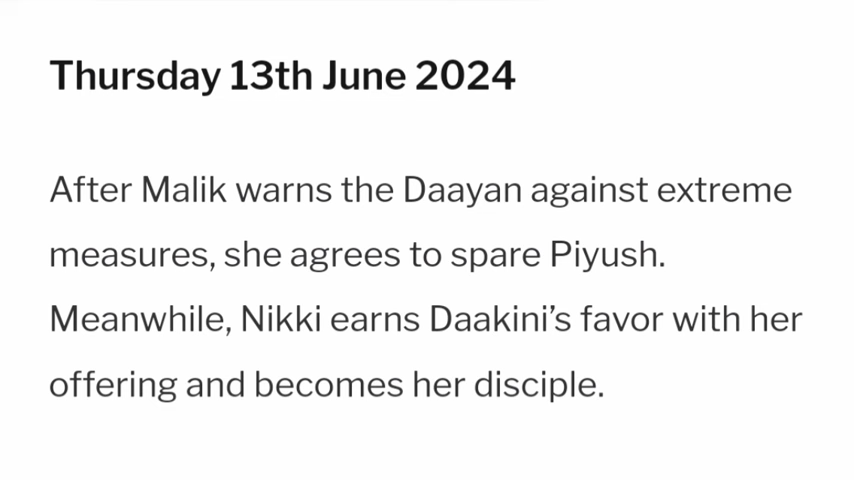 Thursday 13th June 2024
After Malik warns the Daayan against extreme
measures, she agrees to spare Piyush.
Meanwhile, Nikki earns Daakini’s favor with her
offering and becomes her disciple.